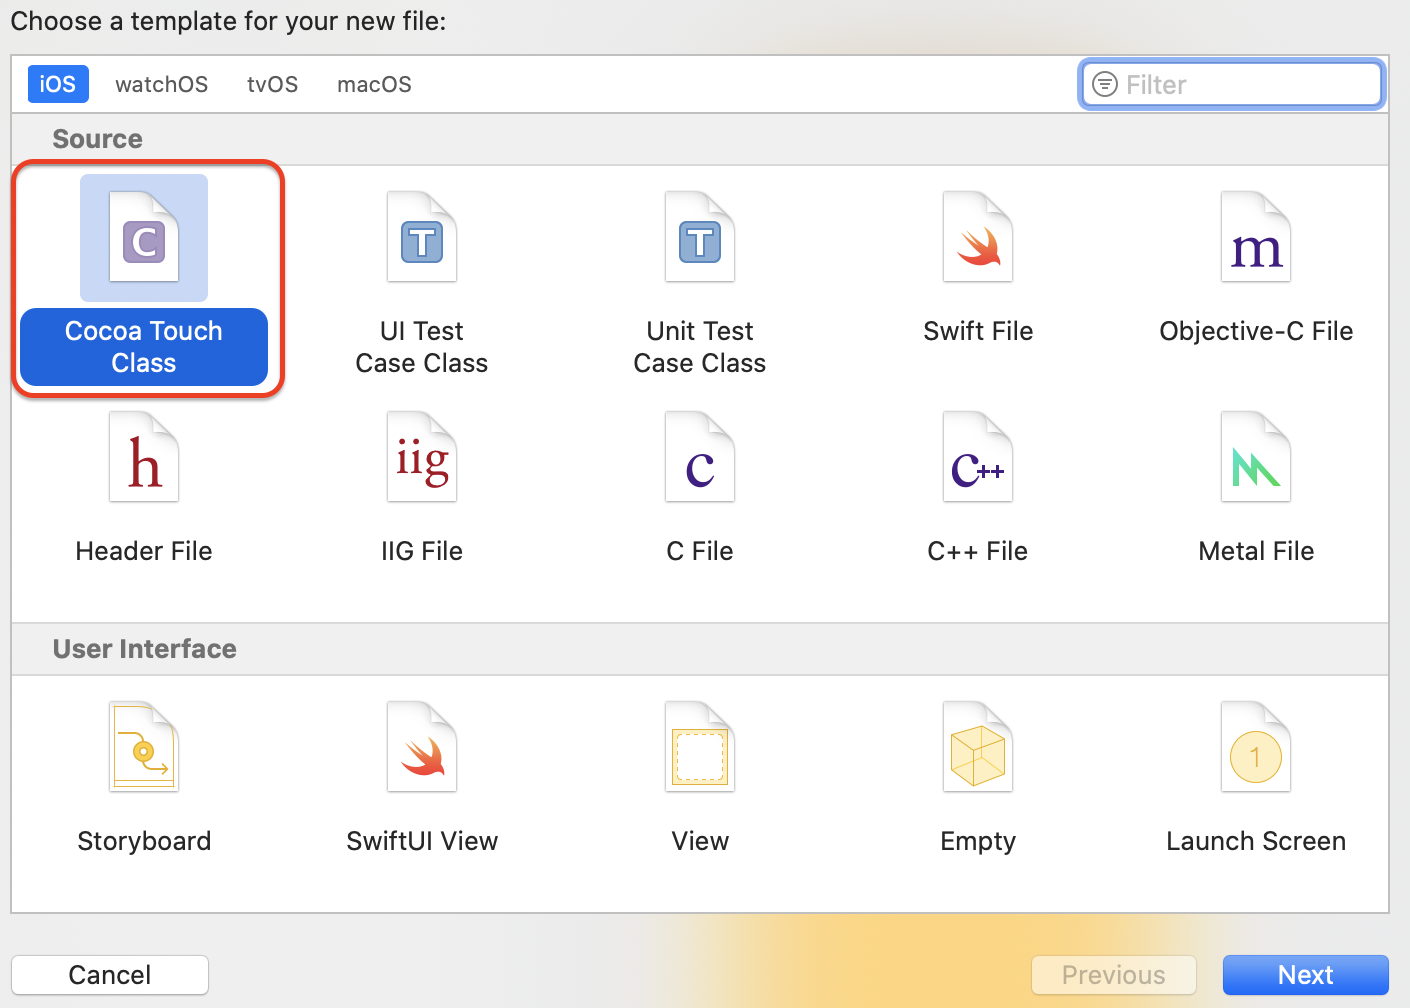 Choose a template for your new file:
iOS watchOS tvOS macOS Filter
Source
C T T m
Cocoa Touch Class
UI Test Case Class
Unit Test Case Class
Swift File
Objective-C File
h iig c C++
Header File IIG File C File C++ File Metal File
User Interface
1
Storyboard SwiftUI View View Empty Launch Screen
Cancel Previous Next